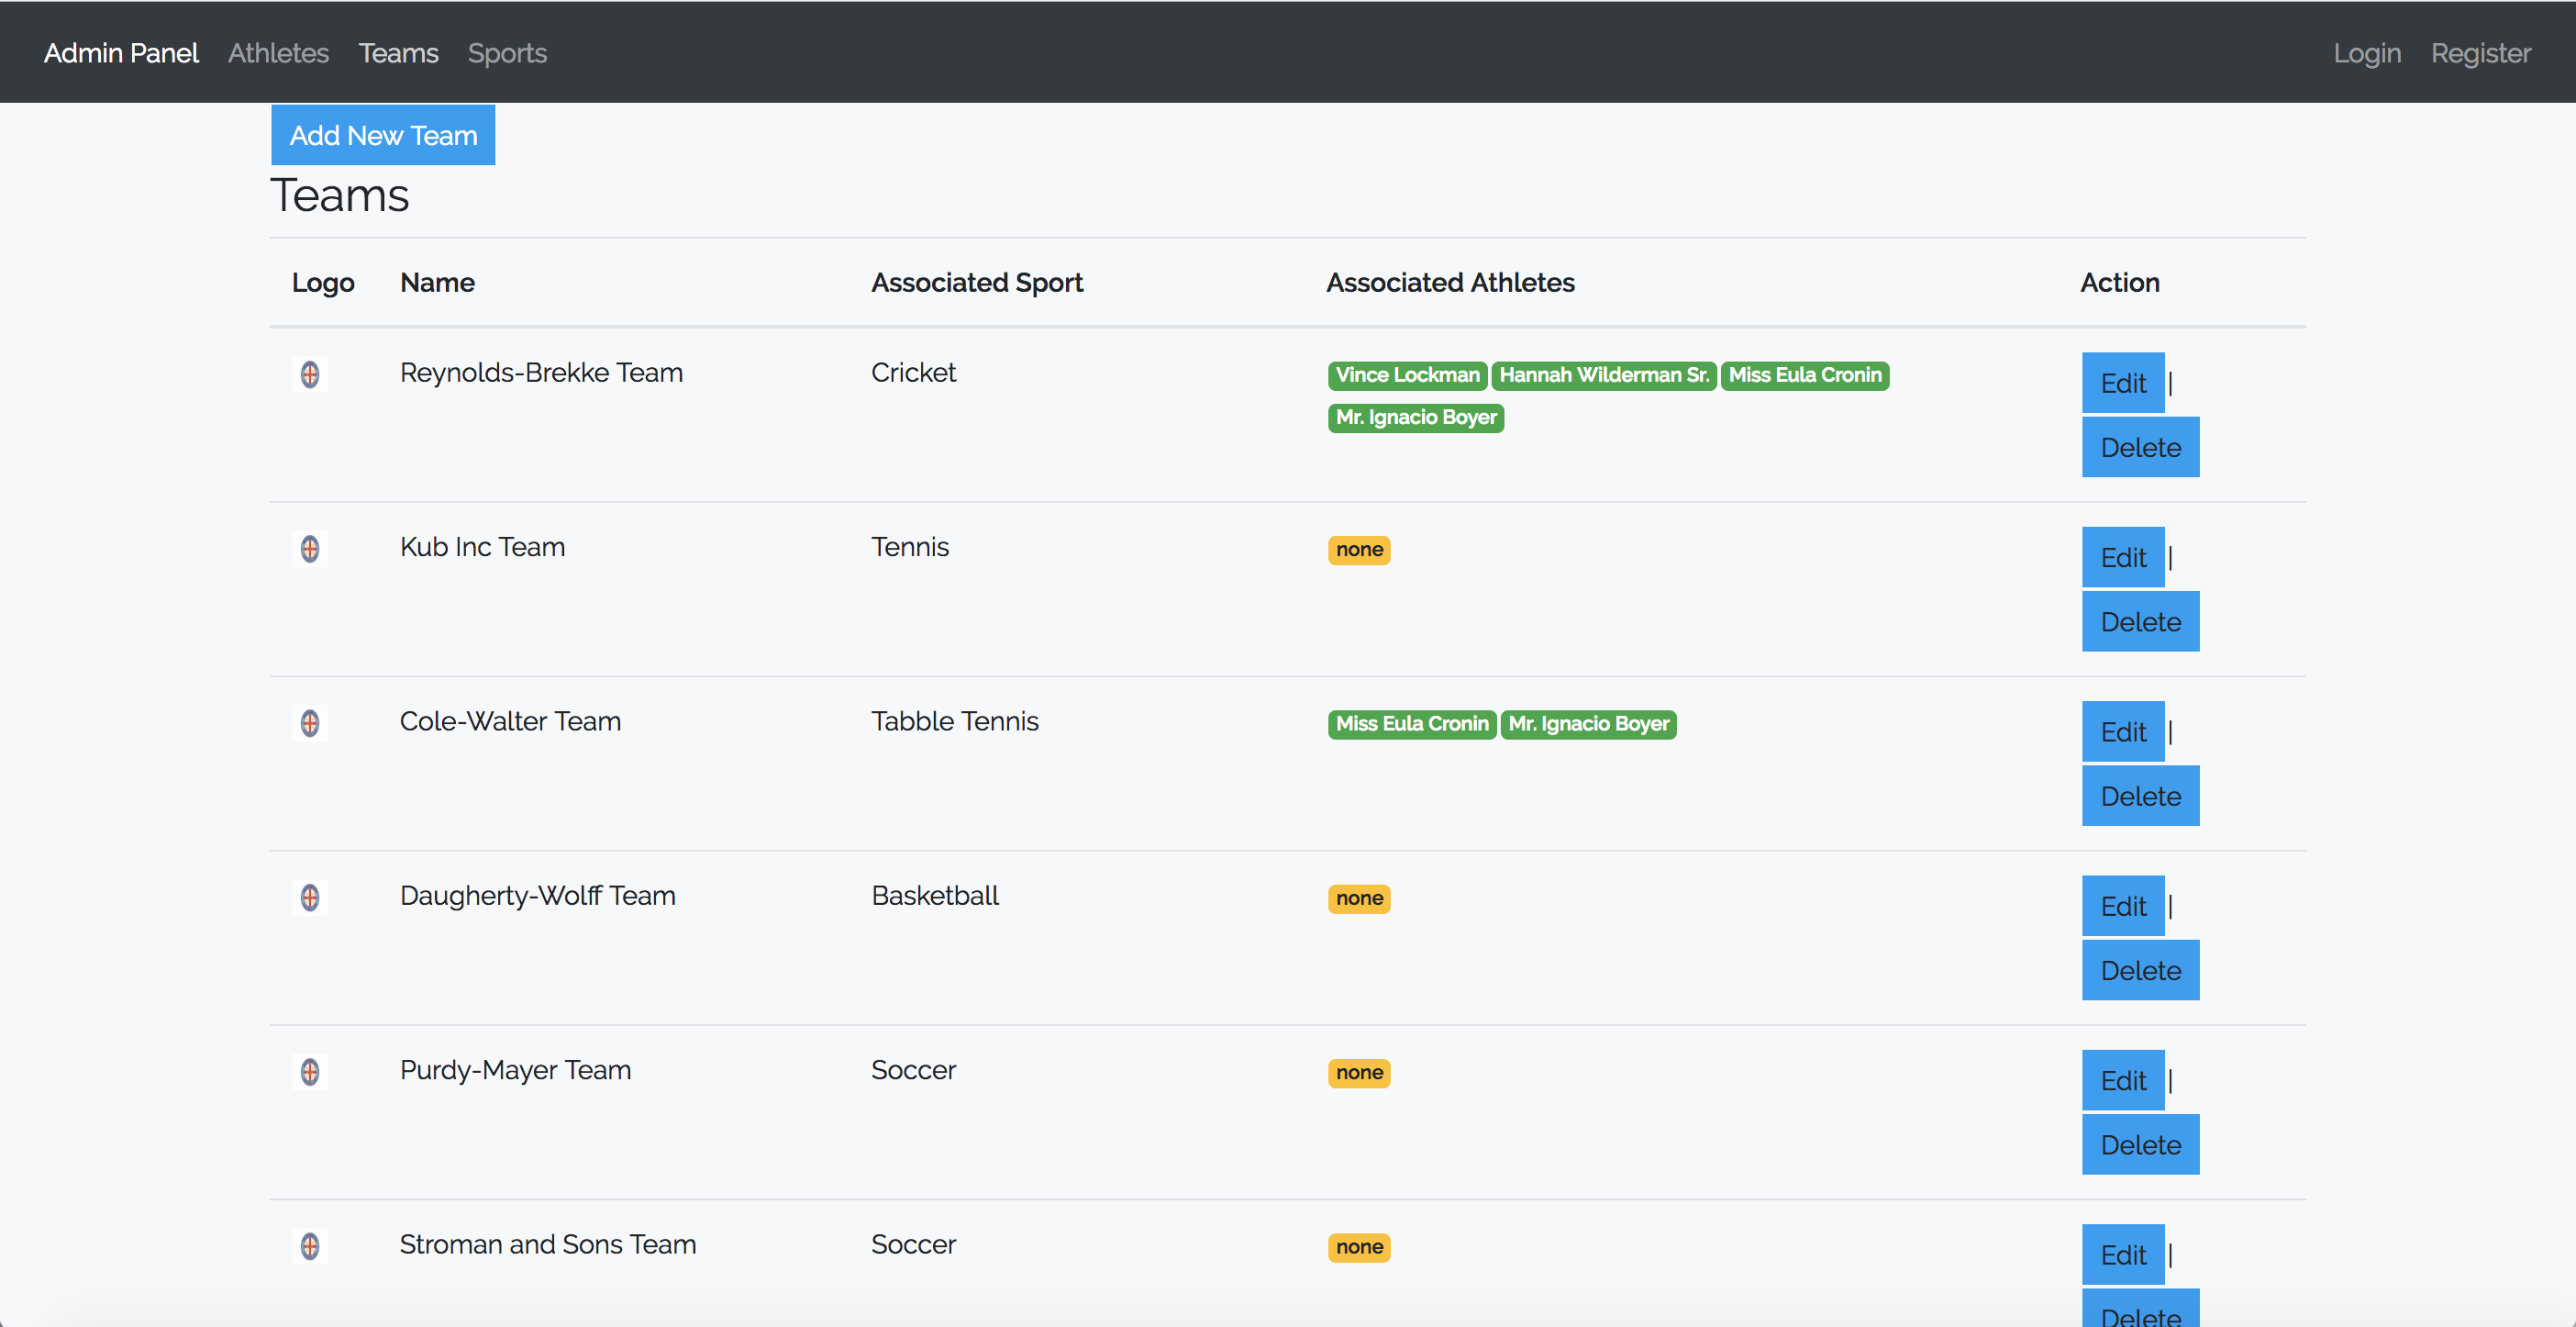 Admin Panel Athletes Teams Sports Login Register
Add New Team
Teams
Logo Name Associated Sport Associated Athletes Action
Reynolds-Brekke Team Cricket Vince Lockman Hannah Wilderman Sr. Miss Eula Cronin Edit |
Mr. Ignacio Boyer
Delete
Kub Inc Team Tennis none Edit |
Delete
Cole-Walter Team Tabble Tennis Miss Eula Cronin Mr. Ignacio Boyer Edit |
Delete
Daugherty-Wolff Team Basketball none Edit |
Delete
Purdy-Mayer Team Soccer none Edit |
Delete
Stroman and Sons Team Soccer none Edit |
Delete